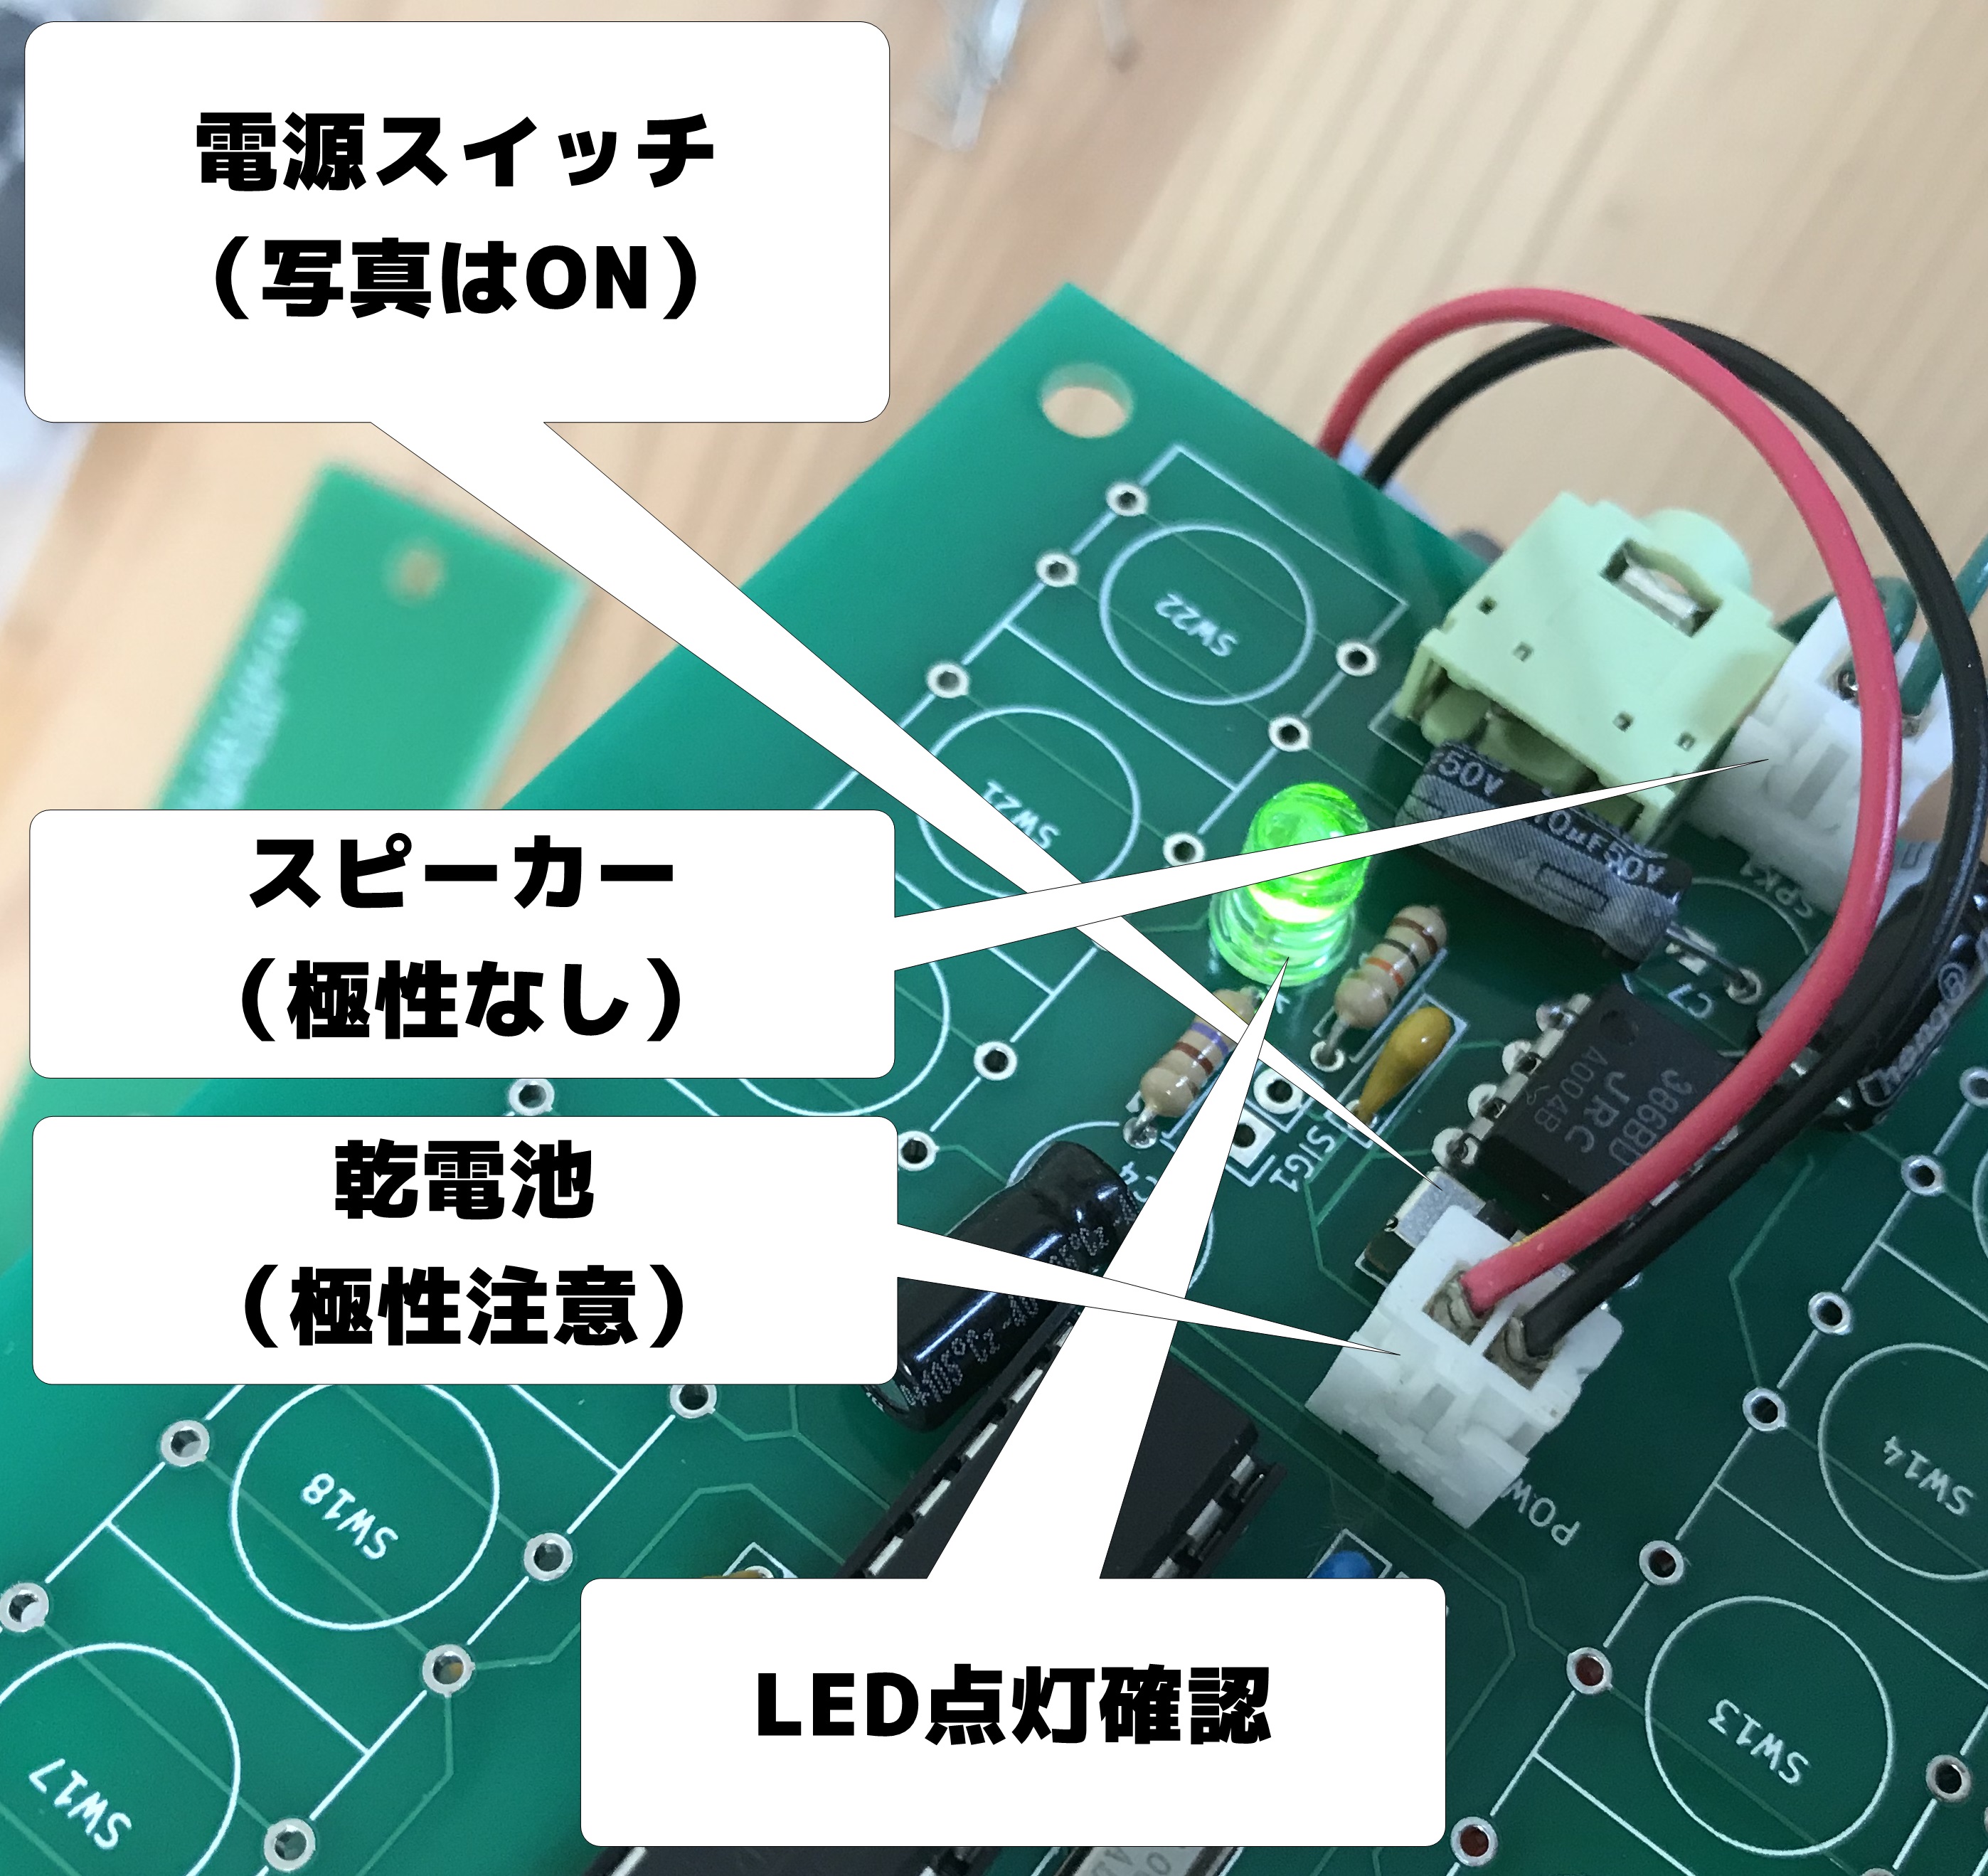 電源スイッチ
（写真はON）
SW22
SW21
50V
10μF50V
SPK1
C7
スピーカー
（極性なし）
386BD
JRC
A004B
SIG1
C4
乾電池
（極性注意）
POW
SW18
SW14
SW13
SW17
LED点灯確認